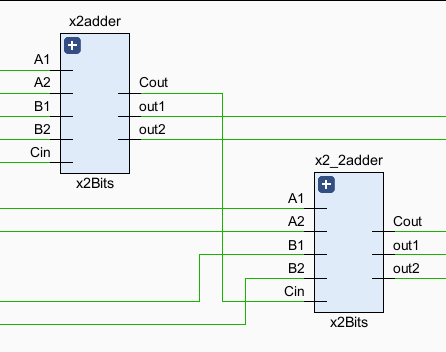 x2adder
A1
A2
B1
B2
Cin
Cout
out1
out2
x2Bits
x2_2adder
A1
A2
B1
B2
Cin
Cout
out1
out2
x2Bits